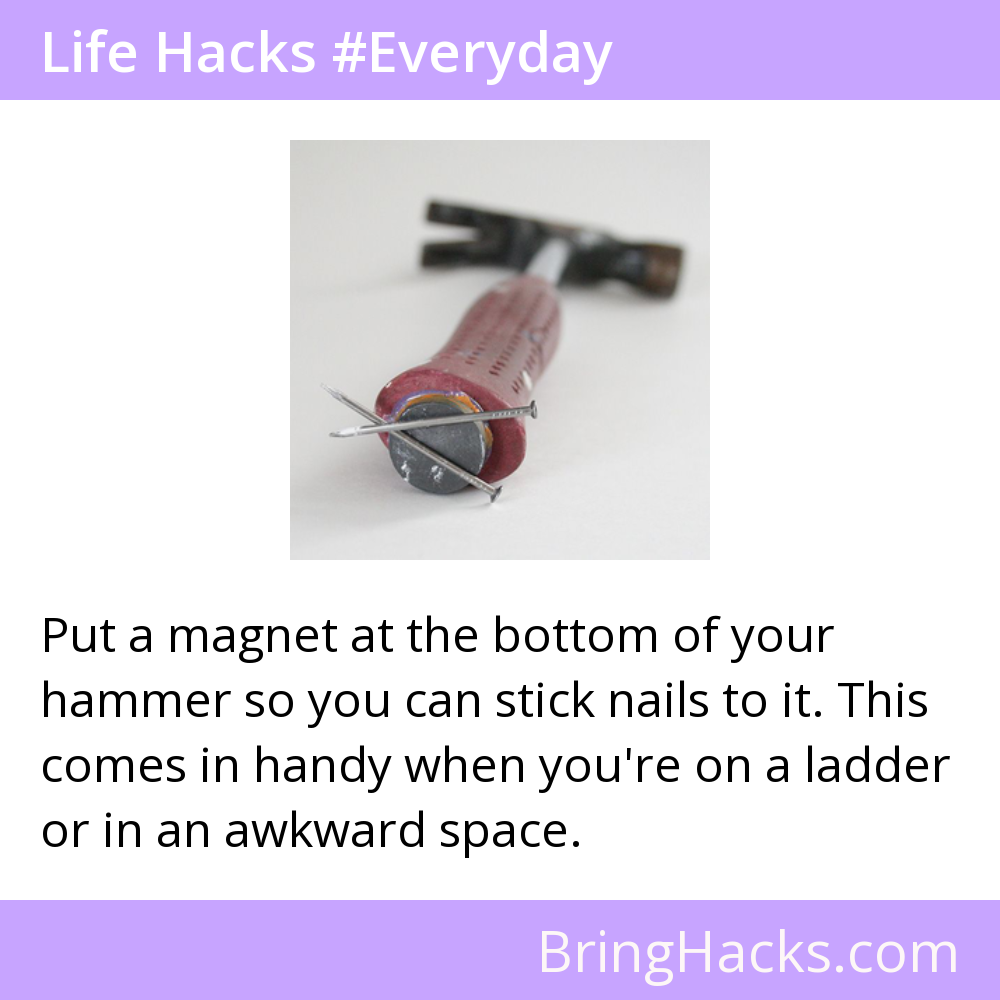 Life Hacks #Everyday
Put a magnet at the bottom of your
hammer so you can stick nails to it. This
comes in handy when you're on a ladder
or in an awkward space.
BringHacks.com